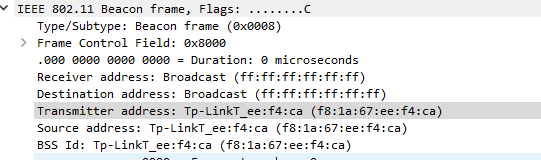 IEEE 802.11 Beacon frame, Flags: ........C
Type/Subtype: Beacon frame (0x0008)
Frame Control Field: 0x8000
.000 0000 0000 0000 = Duration: 0 microseconds
Receiver address: Broadcast (ff:ff:ff:ff:ff:ff)
Destination address: Broadcast (ff:ff:ff:ff:ff:ff)
Transmitter address: Tp-LinkT_ee:f4:ca (f8:1a:67:ee:f4:ca)
Source address: Tp-LinkT_ee:f4:ca (f8:1a:67:ee:f4:ca)
BSS Id: Tp-LinkT_ee:f4:ca (f8:1a:67:ee:f4:ca)